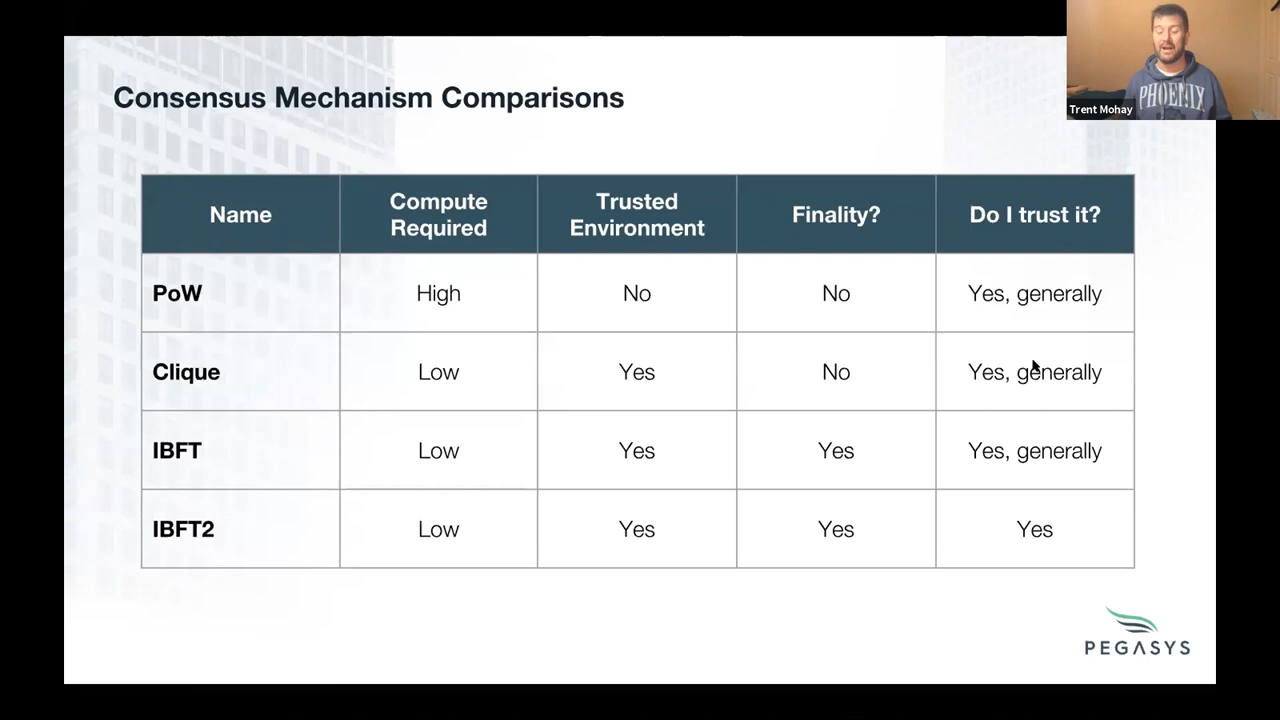 Consensus Mechanism Comparisons
PHOENIX
Trent Mohay
Name
Compute
Required
Trusted
Environment
Finality?
Do I trust it?
PoW
High
No
No
Yes, generally
Clique
Low
Yes
No
Yes, generally
IBFT
Low
Yes
Yes
Yes, generally
IBFT2
Low
Yes
Yes
Yes
PEGASYS